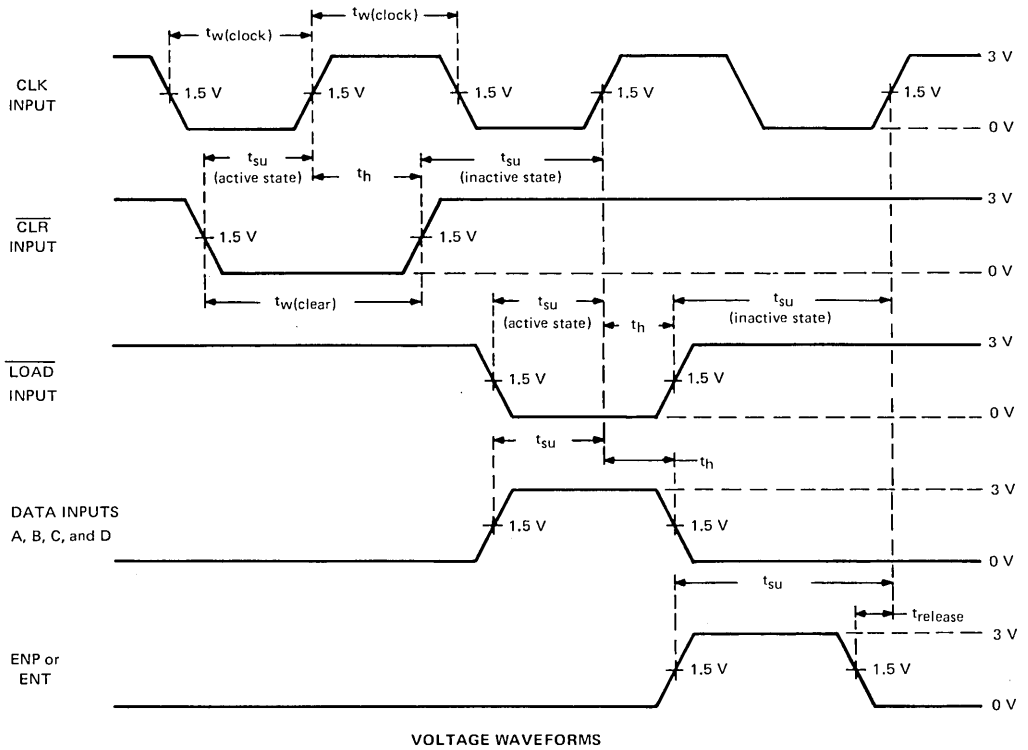 tw(clock)
tw(clock)
CLK
INPUT
1.5 V 1.5 V 1.5 V 1.5 V 1.5 V
3 V
0 V
tsu
(active state)
th
tsu
(inactive state)
CLR
INPUT
1.5 V 1.5 V
3 V
0 V
tw(clear)
tsu
(active state)
th
tsu
(inactive state)
LOAD
INPUT
1.5 V 1.5 V
3 V
0 V
tsu
th
DATA INPUTS
A, B, C, and D
1.5 V 1.5 V
3 V
0 V
tsu
trelease
ENP or
ENT
1.5 V 1.5 V
3 V
0 V
VOLTAGE WAVEFORMS